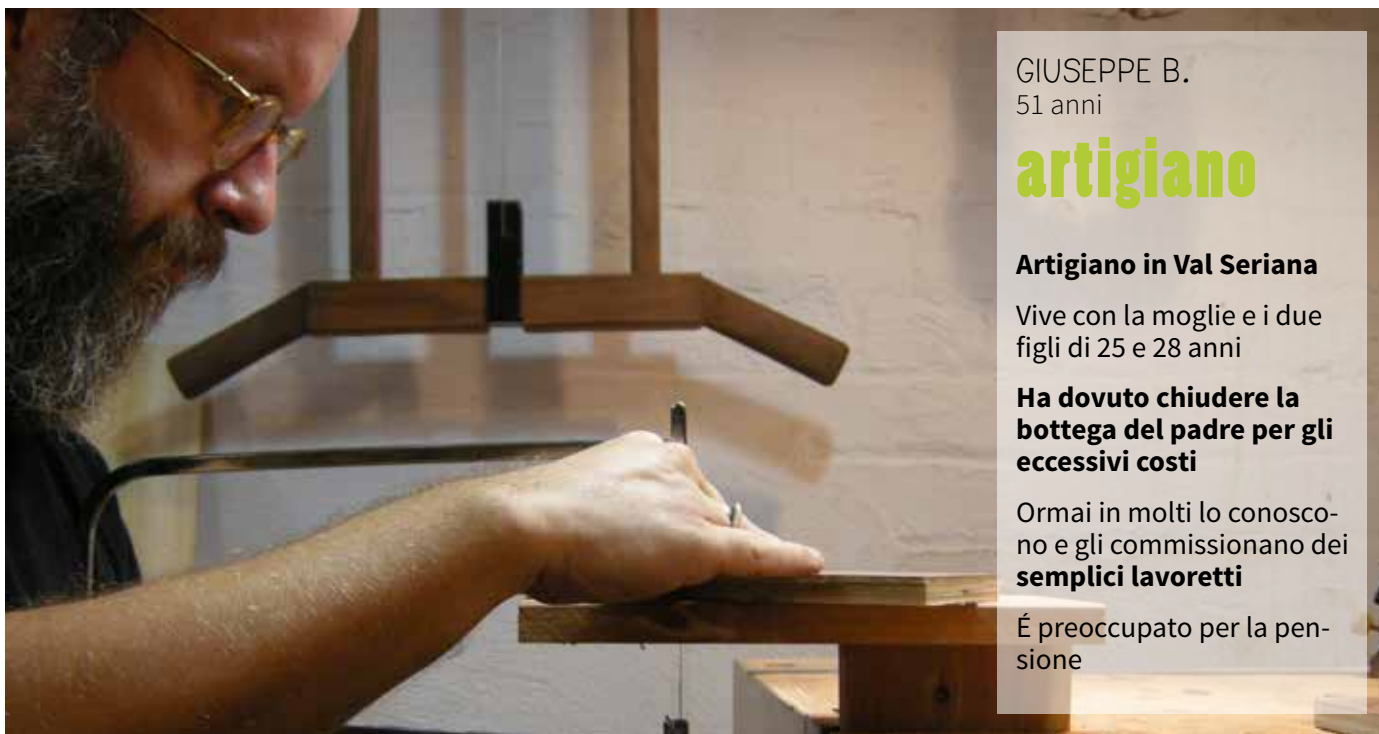 GIUSEPPE B.
51 anni
artigiano
Artigiano in Val Seriana
Vive con la moglie e i due
figli di 25 e 28 anni
Ha dovuto chiudere la
bottega del padre per gli
eccessivi costi
Ormai in molti lo conosco-
no e gli commissionano dei
semplici lavoretti
É preoccupato per la pen-
sione